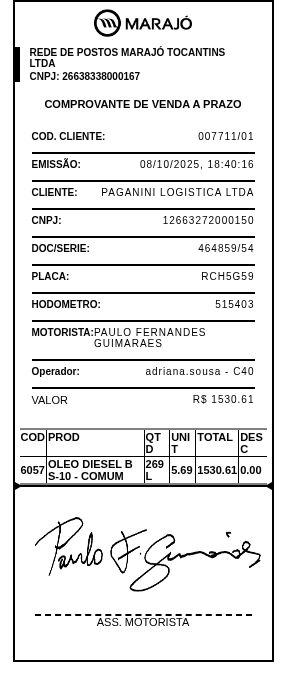 MARAJÓ
REDE DE POSTOS MARAJÓ TOCANTINS
LTDA
CNPJ: 26638338000167
COMPROVANTE DE VENDA A PRAZO
COD. CLIENTE: 007711/01
EMISSÃO: 08/10/2025, 18:40:16
CLIENTE: PAGANINI LOGISTICA LTDA
CNPJ: 12663272000150
DOC/SERIE: 464859/54
PLACA: RCH5G59
HODOMETRO: 515403
MOTORISTA:PAULO FERNANDES
GUIMARAES
Operador: adriana.sousa - C40
VALOR R$ 1530.61
COD PROD QT UNI TOTAL DES
D T C
6057 OLEO DIESEL B 269 5.69 1530.61 0.00
S-10 - COMUM L
Paulo F. Guimarães
ASS. MOTORISTA